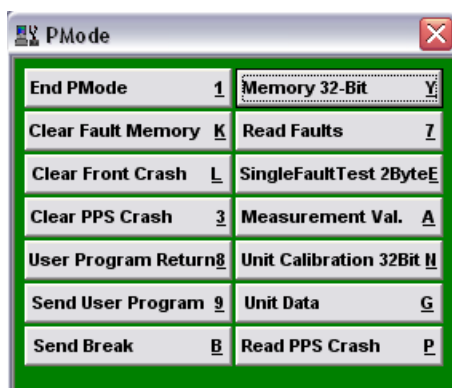 PMode
End PMode 1 Memory 32-Bit Y
Clear Fault Memory K Read Faults 7
Clear Front Crash L SingleFaultTest 2ByteE
Clear PPS Crash 3 Measurement Val. A
User Program Return8 Unit Calibration 32Bit N
Send User Program 9 Unit Data G
Send Break B Read PPS Crash P